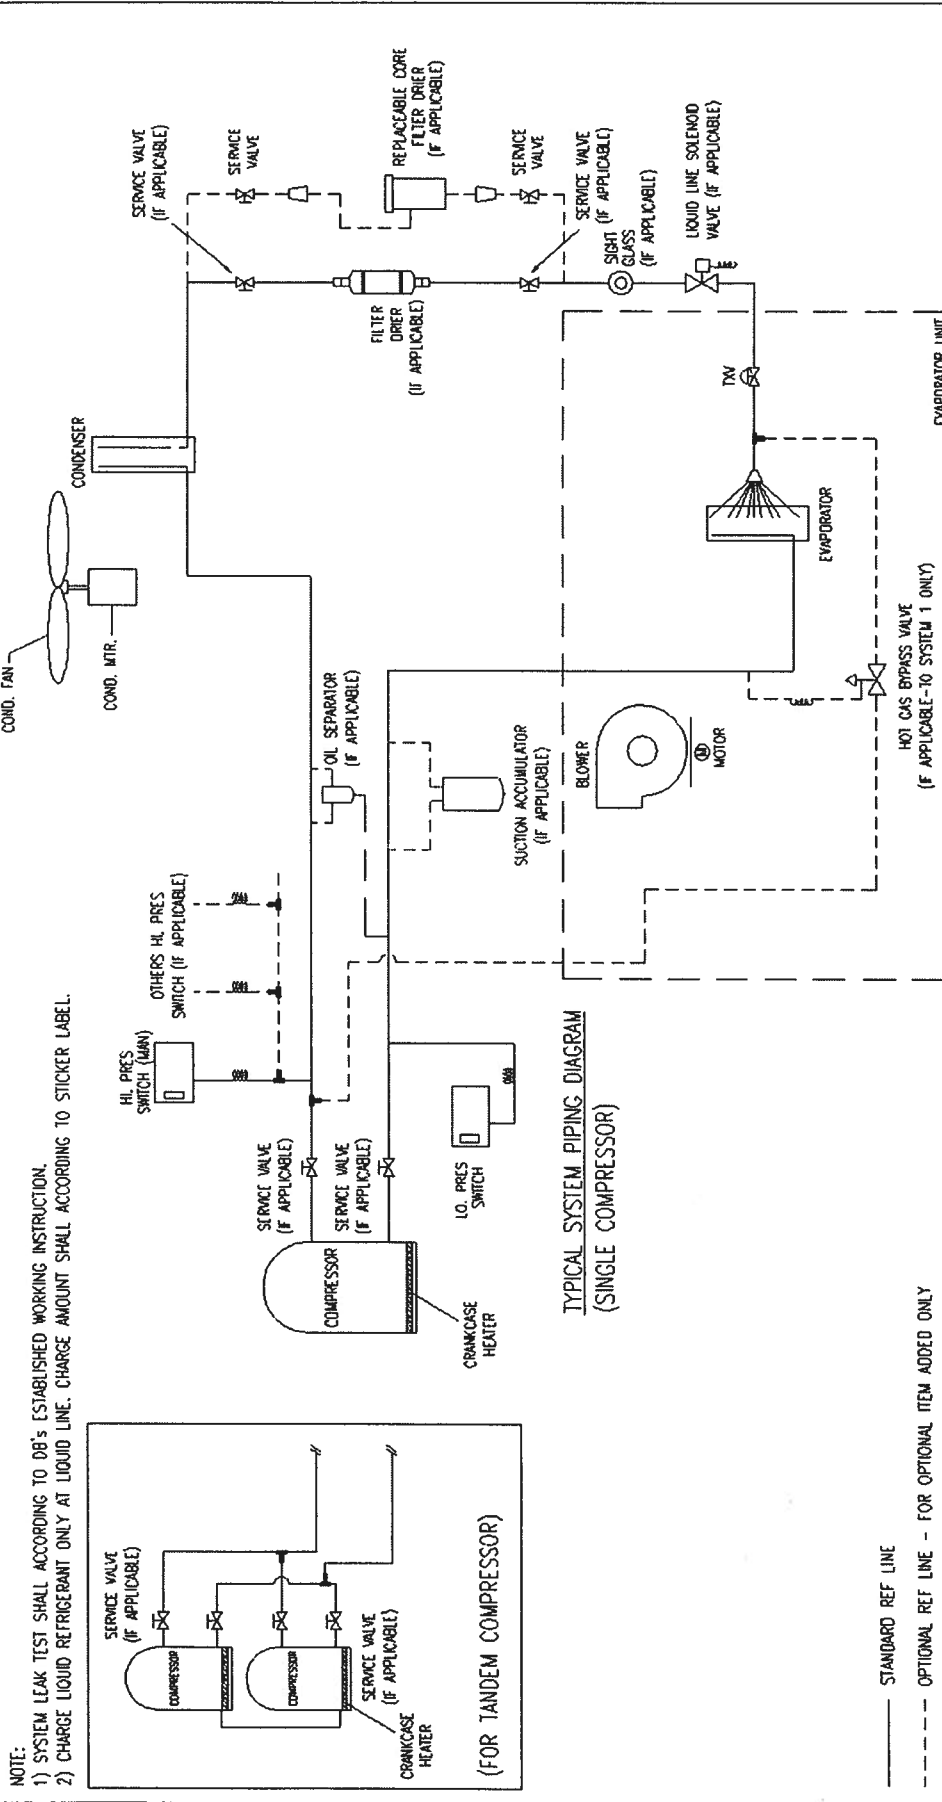 NOTE:
1) SYSTEM LEAK TEST SHALL ACCORDING TO DB's ESTABLISHED WORKING INSTRUCTION.
2) CHARGE LIQUID REFRIGERANT ONLY AT LIQUID LINE. CHARGE AMOUNT SHALL ACCORDING TO STICKER LABEL.
SERVICE VALVE
(IF APPLICABLE)
COMPRESSOR
COMPRESSOR
SERVICE VALVE
(IF APPLICABLE)
CRANKCASE
HEATER
(FOR TANDEM COMPRESSOR)
COND. FAN
COND. MTR.
CONDENSER
SERVICE VALVE
(IF APPLICABLE)
SERVICE
VALVE
REPLACEABLE CORE
FILTER DRIER
(IF APPLICABLE)
SERVICE
VALVE
FILTER
DRIER
(IF APPLICABLE)
SERVICE VALVE
(IF APPLICABLE)
SIGHT
GLASS
(IF APPLICABLE)
LIQUID LINE SOLENOID
VALVE (IF APPLICABLE)
HI. PRES
SWITCH (MAN)
OTHERS HI. PRES
SWITCH (IF APPLICABLE)
OIL SEPARATOR
(IF APPLICABLE)
SERVICE VALVE
(IF APPLICABLE)
SERVICE VALVE
(IF APPLICABLE)
COMPRESSOR
CRANKCASE
HEATER
LO. PRES
SWITCH
SUCTION ACCUMULATOR
(IF APPLICABLE)
BLOWER
M
MOTOR
TXV
EVAPORATOR
HOT GAS BYPASS VALVE
(IF APPLICABLE-TO SYSTEM 1 ONLY)
EVAPORATOR UNIT
TYPICAL SYSTEM PIPING DIAGRAM
(SINGLE COMPRESSOR)
STANDARD REF LINE
OPTIONAL REF LINE - FOR OPTIONAL ITEM ADDED ONLY